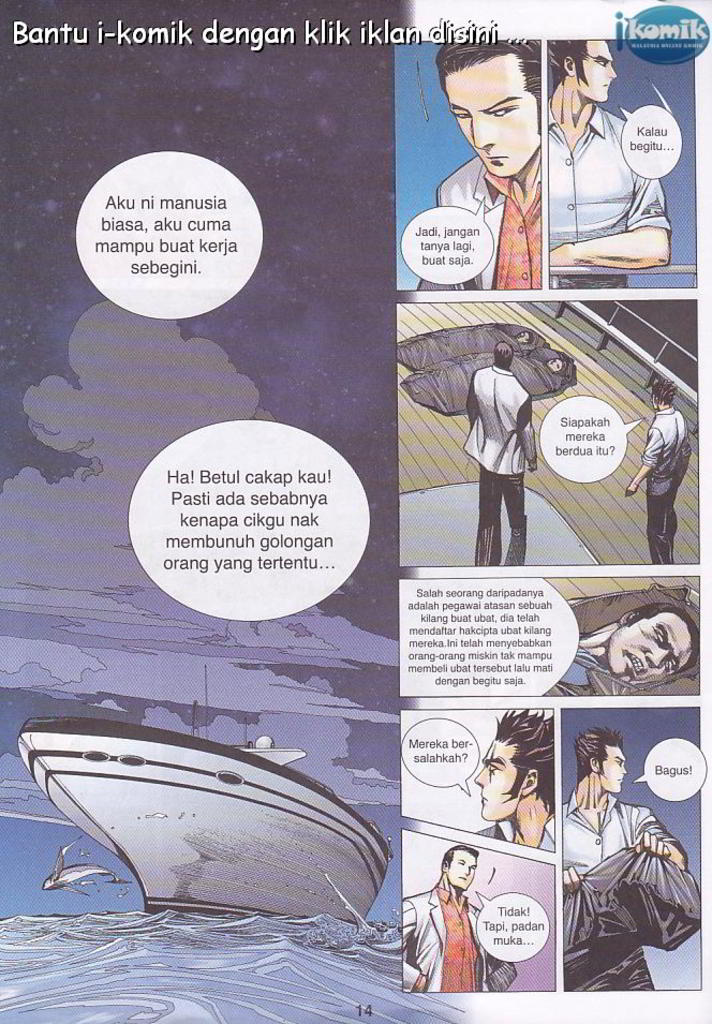 Bantu i-komik dengan klik iklan disini ...
ikomik
MALAYSIA ONLINE KOMIK
Aku ni manusia
biasa, aku cuma
mampu buat kerja
sebegini.
Ha! Betul cakap kau!
Pasti ada sebabnya
kenapa cikgu nak
membunuh golongan
orang yang tertentu...
Jadi, jangan
tanya lagi,
buat saja.
Kalau
begitu...
Siapakah
mereka
berdua itu?
Salah seorang daripadanya
adalah pegawai atasan sebuah
kilang buat ubat, dia telah
mendaftar hakcipta ubat kilang
mereka.Ini telah menyebabkan
orang-orang miskin tak mampu
membeli ubat tersebut lalu mati
dengan begitu saja.
Mereka ber-
salahkah?
Tidak!
Tapi, padan
muka...
Bagus!
14
ikomik